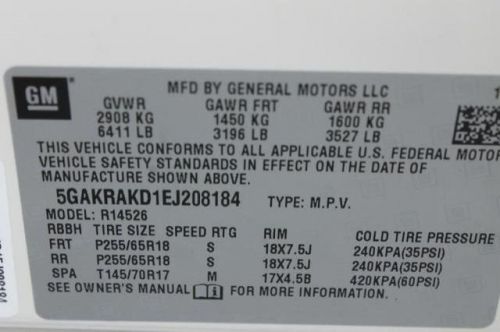 GM
MFD BY GENERAL MOTORS LLC
GVWR GAWR FRT GAWR RR
2908 KG 1450 KG 1600 KG
6411 LB 3196 LB 3527 LB
THIS VEHICLE CONFORMS TO ALL APPLICABLE U.S. FEDERAL MOTOR
VEHICLE SAFETY STANDARDS IN EFFECT ON THE DATE OF
MANUFACTURE SHOWN ABOVE.
5GAKRAKD1EJ208184 TYPE: M.P.V.
MODEL: R14526
RBBH TIRE SIZE SPEED RTG RIM COLD TIRE PRESSURE
FRT P255/65R18 S 18X7.5J 240KPA(35PSI)
RR P255/65R18 S 18X7.5J 240KPA(35PSI)
SPA T145/70R17 M 17X4.5B 420KPA(60PSI)
SEE OWNER'S MANUAL FOR MORE INFORMATION